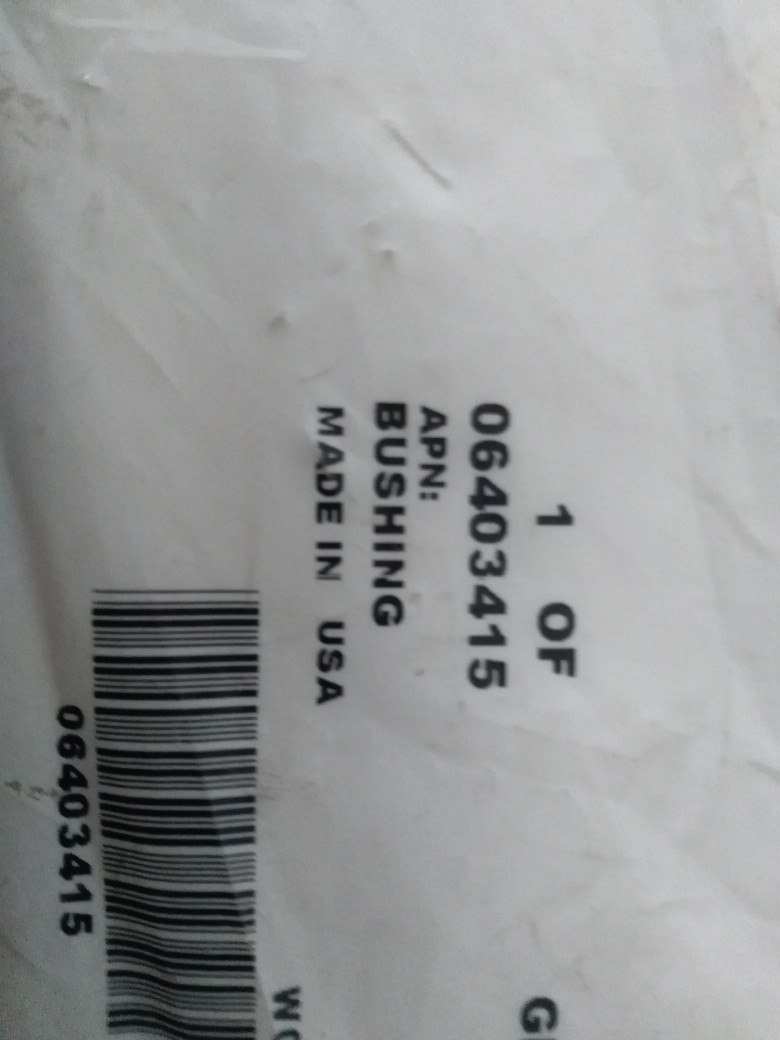 1 OF
06403415
APN:
BUSHING
MADE IN USA
06403415